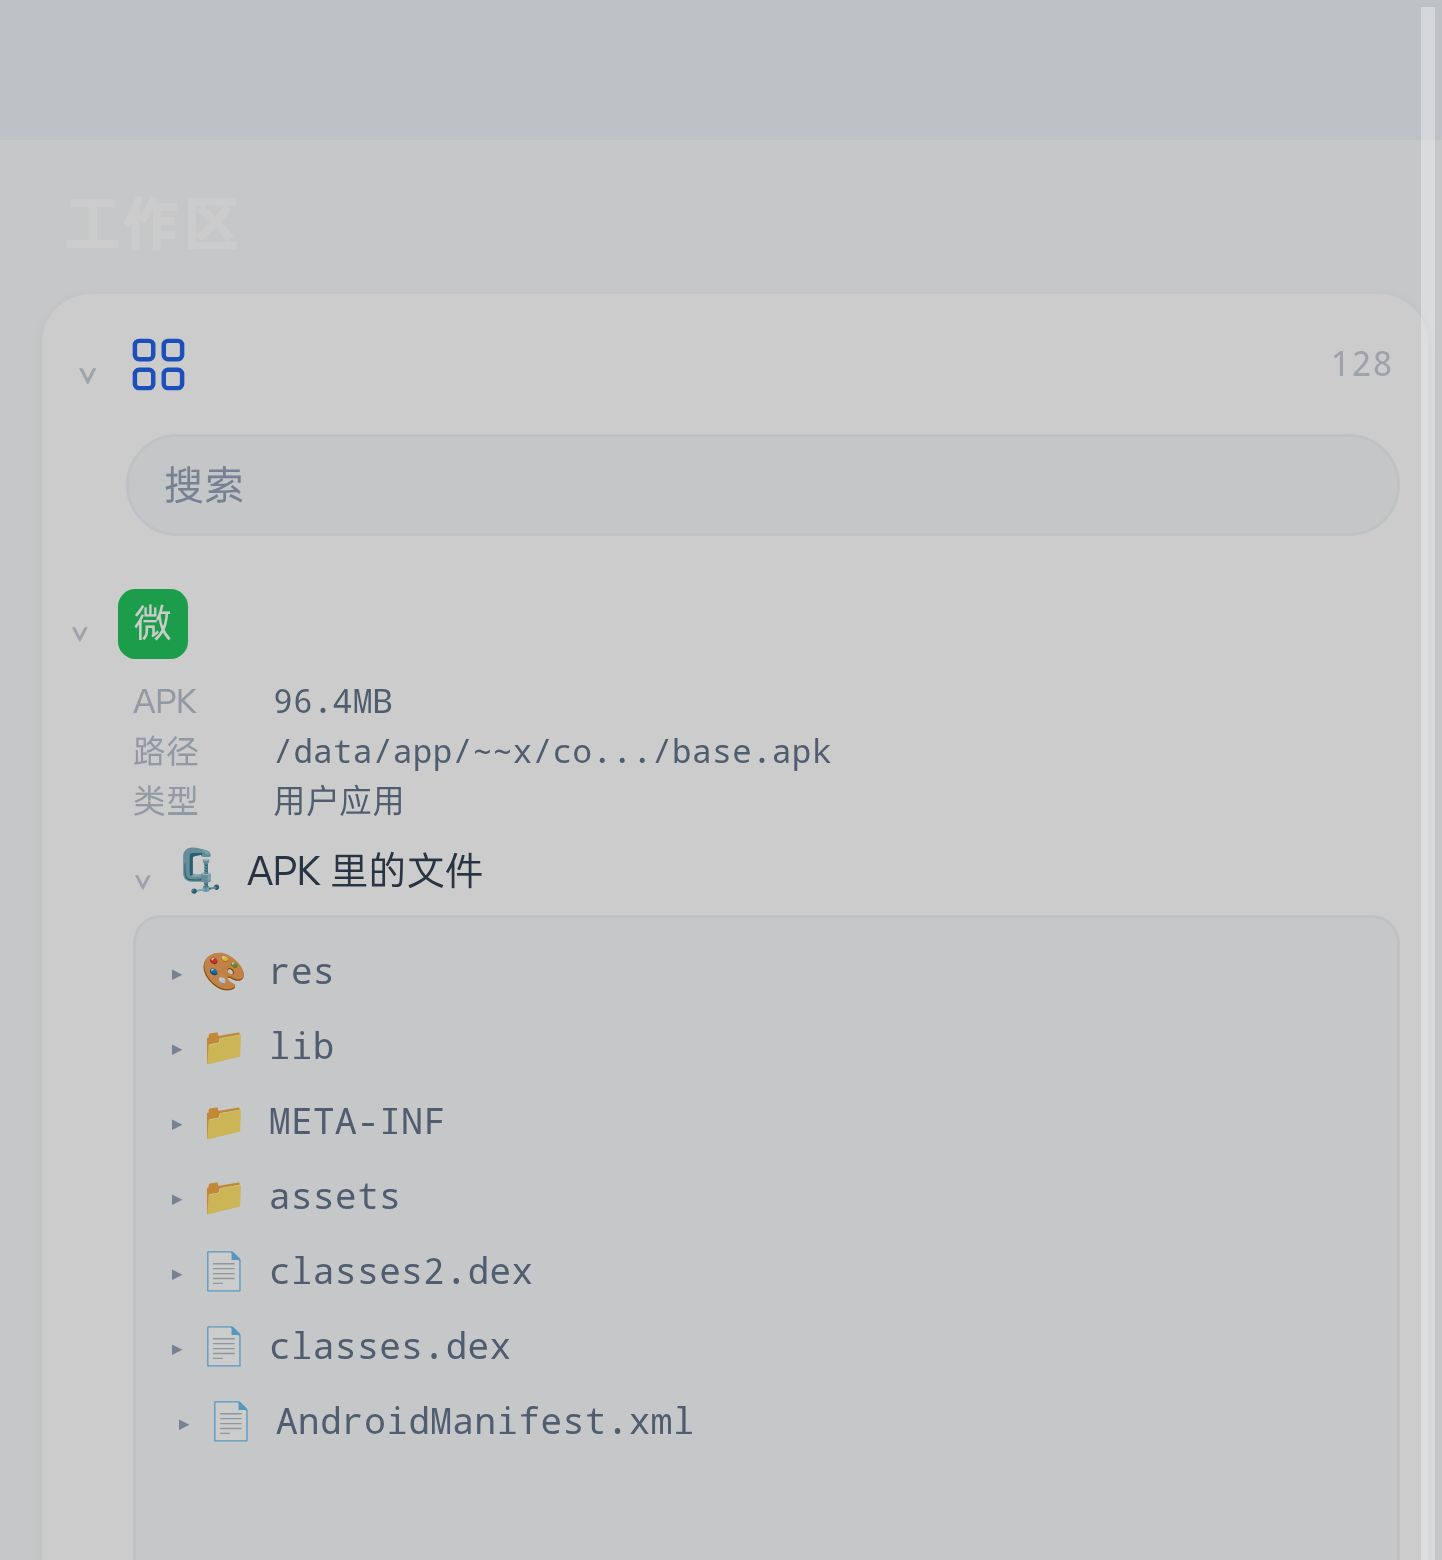 工作区
128
搜索
微
APK 96.4MB
路径 /data/app/~~x/co.../base.apk
类型 用户应用
APK 里的文件
res
lib
META-INF
assets
classes2.dex
classes.dex
AndroidManifest.xml